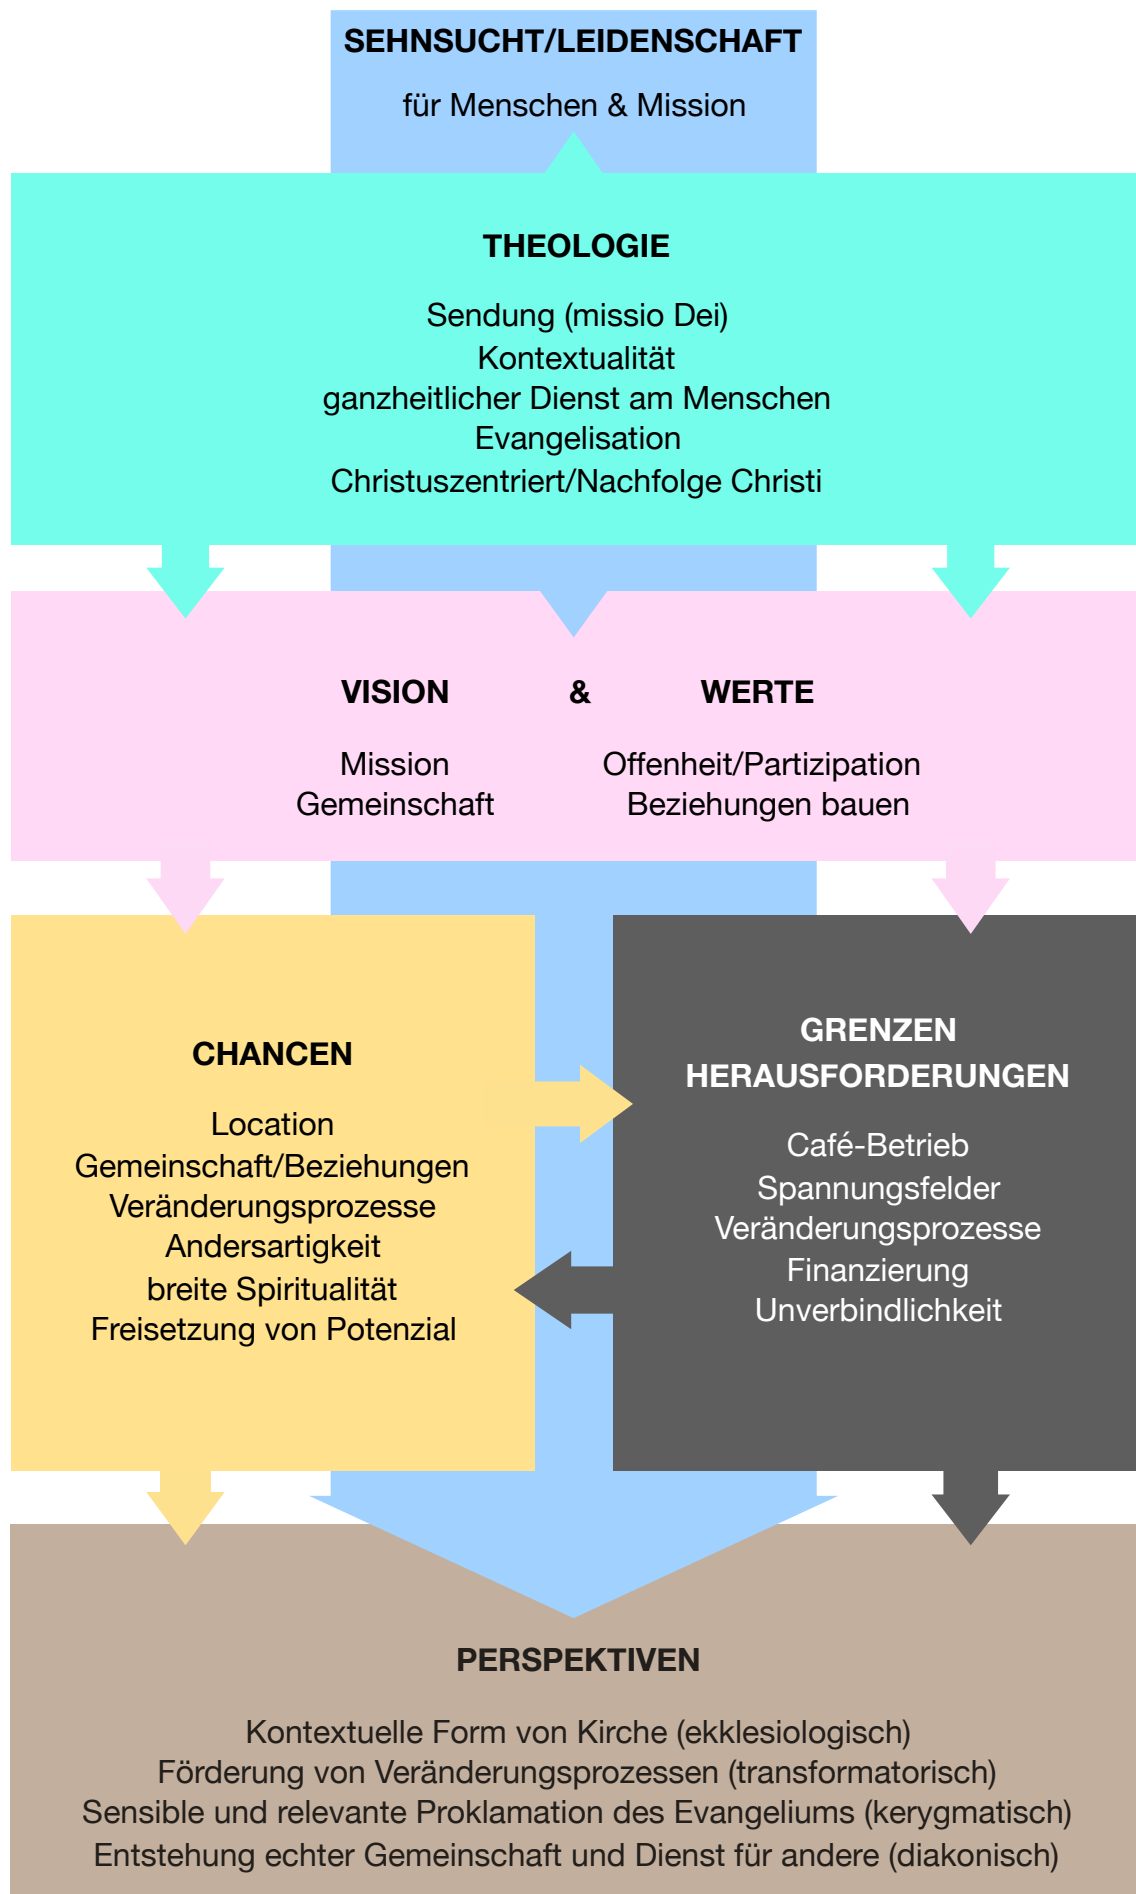 SEHNSUCHT/LEIDENSCHAFT
für Menschen & Mission
THEOLOGIE
Sendung (missio Dei)
Kontextualität
ganzheitlicher Dienst am Menschen
Evangelisation
Christuszentriert/Nachfolge Christi
VISION & WERTE
Mission
Gemeinschaft
Offenheit/Partizipation
Beziehungen bauen
CHANCEN
Location
Gemeinschaft/Beziehungen
Veränderungsprozesse
Andersartigkeit
breite Spiritualität
Freisetzung von Potenzial
GRENZEN
HERAUSFORDERUNGEN
Café-Betrieb
Spannungsfelder
Veränderungsprozesse
Finanzierung
Unverbindlichkeit
PERSPEKTIVEN
Kontextuelle Form von Kirche (ekklesiologisch)
Förderung von Veränderungsprozessen (transformatorisch)
Sensible und relevante Proklamation des Evangeliums (kerygmatisch)
Entstehung echter Gemeinschaft und Dienst für andere (diakonisch)